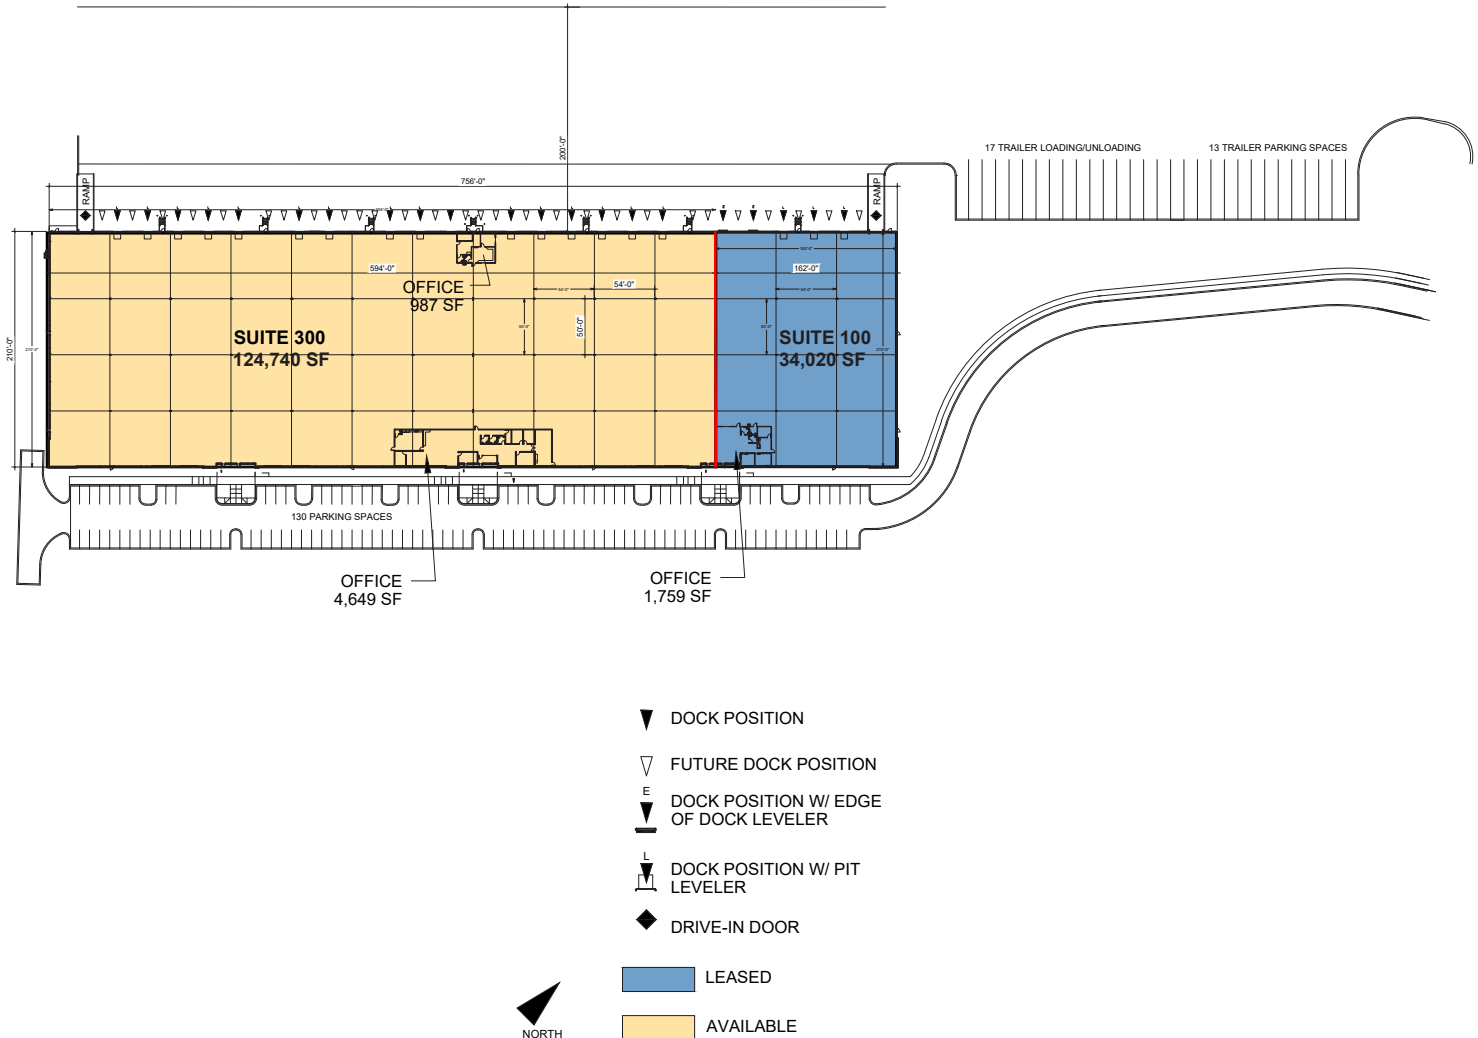 200'-0"
17 TRAILER LOADING/UNLOADING
13 TRAILER PARKING SPACES
756'-0"
RAMP
RAMP
E
E
L
L
L
594'-0"
162'-0"
OFFICE
987 SF
54'-0"
50'-0"
210'-0"
SUITE 300
124,740 SF
SUITE 100
34,020 SF
130 PARKING SPACES
OFFICE
4,649 SF
OFFICE
1,759 SF
DOCK POSITION
FUTURE DOCK POSITION
E
DOCK POSITION W/ EDGE
OF DOCK LEVELER
L
DOCK POSITION W/ PIT
LEVELER
DRIVE-IN DOOR
LEASED
AVAILABLE
NORTH